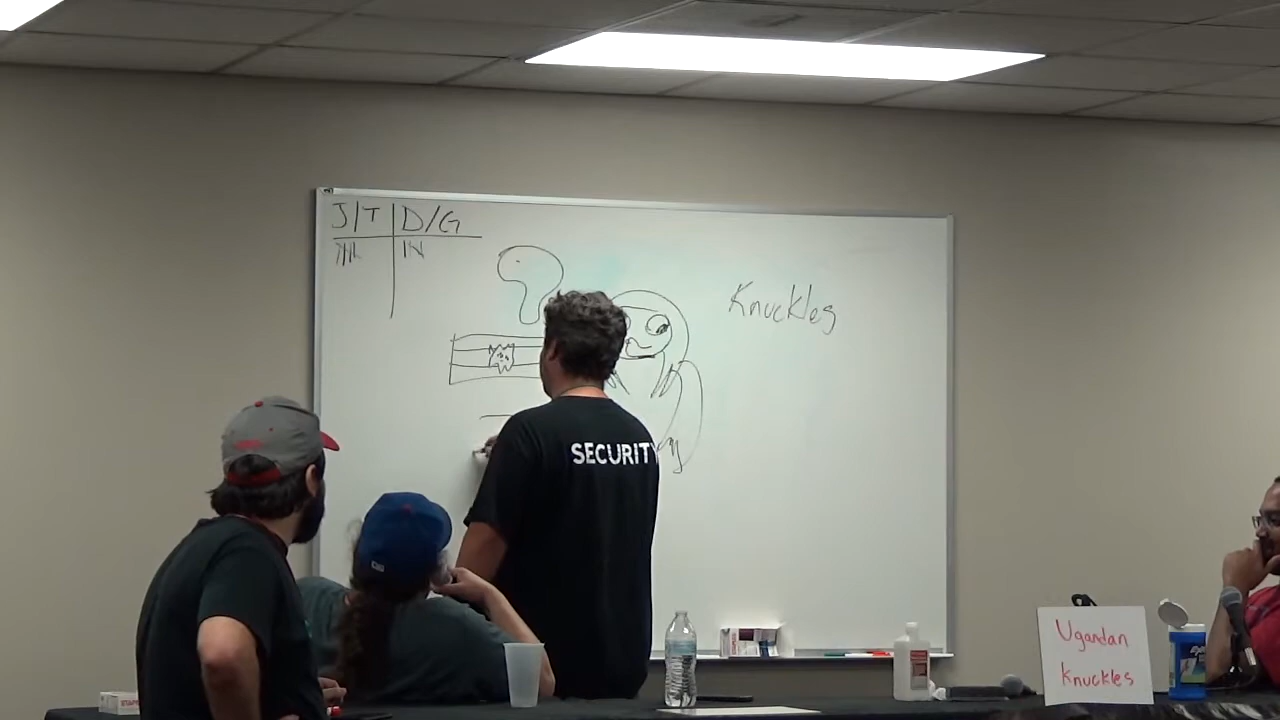 J/T D/G
Knuckles
SECURITY
Ugandan
Knuckles